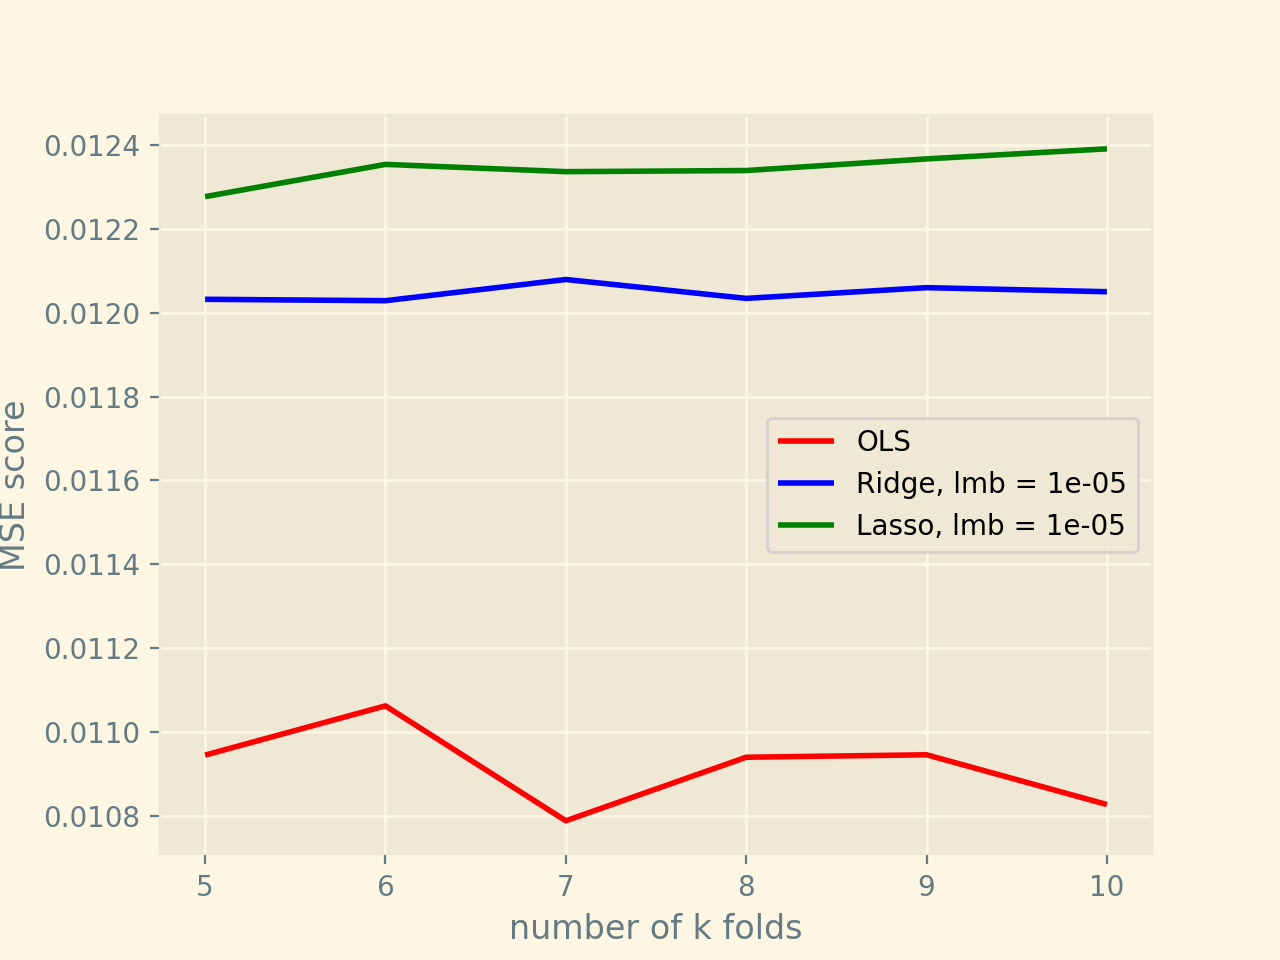 0.0124
0.0122
0.0120
0.0118
0.0116
0.0114
0.0112
0.0110
0.0108
MSE score
OLS
Ridge, lmb = 1e-05
Lasso, lmb = 1e-05
5 6 7 8 9 10
number of k folds